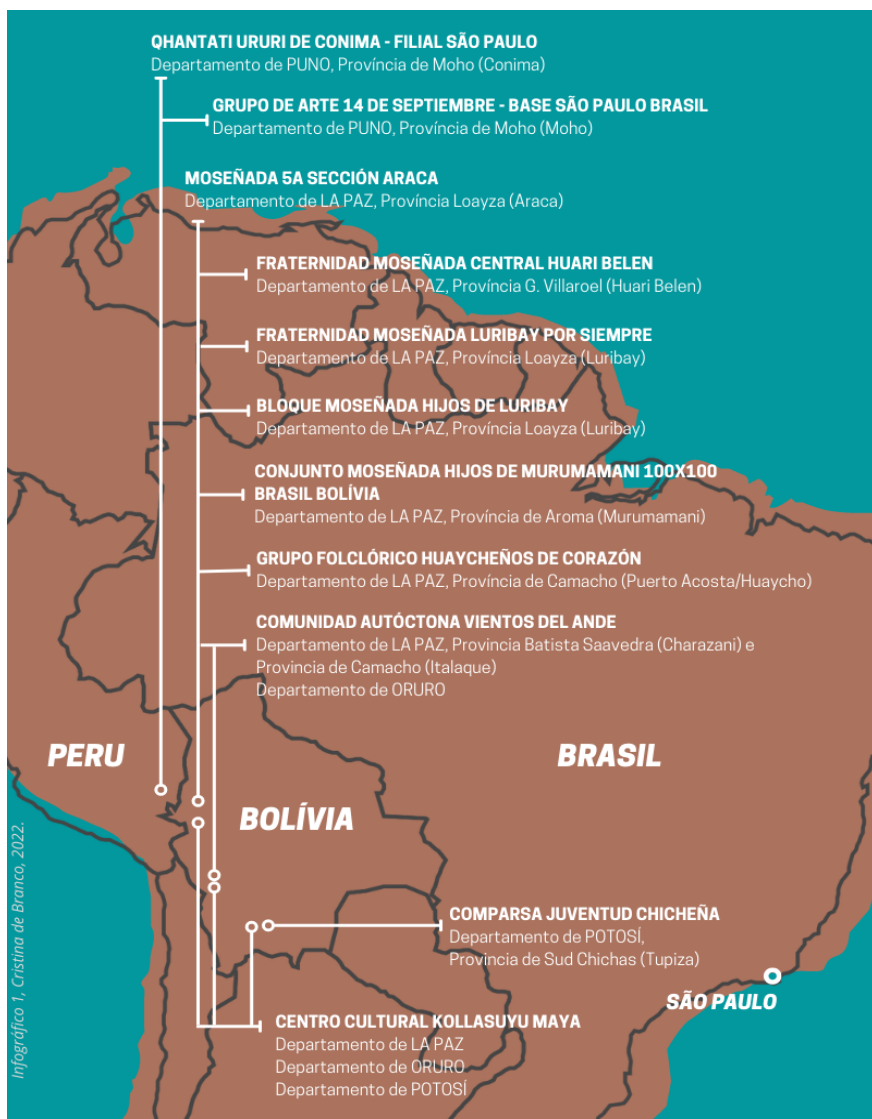 QHANTATI URURI DE CONIMA - FILIAL SÃO PAULO
Departamento de PUNO, Província de Moho (Conima)
GRUPO DE ARTE 14 DE SEPTIEMBRE - BASE SÃO PAULO BRASIL
Departamento de PUNO, Província de Moho (Moho)
MOSEÑADA 5A SECCIÓN ARACA
Departamento de LA PAZ, Província Loayza (Araca)
FRATERNIDAD MOSEÑADA CENTRAL HUARI BELEN
Departamento de LA PAZ, Província G. Villaroel (Huari Belen)
FRATERNIDAD MOSEÑADA LURIBAY POR SIEMPRE
Departamento de LA PAZ, Província Loayza (Luribay)
BLOQUE MOSEÑADA HIJOS DE LURIBAY
Departamento de LA PAZ, Província Loayza (Luribay)
CONJUNTO MOSEÑADA HIJOS DE MURUMAMANI 100X100
BRASIL BOLÍVIA
Departamento de LA PAZ, Província de Aroma (Murumamani)
GRUPO FOLCLÓRICO HUAYCHEÑOS DE CORAZÓN
Departamento de LA PAZ, Província de Camacho (Puerto Acosta/Huaycho)
COMUNIDAD AUTÓCTONA VIENTOS DEL ANDE
Departamento de LA PAZ, Provincia Batista Saavedra (Charazani) e
Provincia de Camacho (Italaque)
Departamento de ORURO
PERU
BRASIL
BOLÍVIA
COMPARSA JUVENTUD CHICHEÑA
Departamento de POTOSÍ,
Provincia de Sud Chichas (Tupiza)
SÃO PAULO
CENTRO CULTURAL KOLLASUYU MAYA
Departamento de LA PAZ
Departamento de ORURO
Departamento de POTOSÍ
Infográfico 1, Cristina de Branco, 2022.